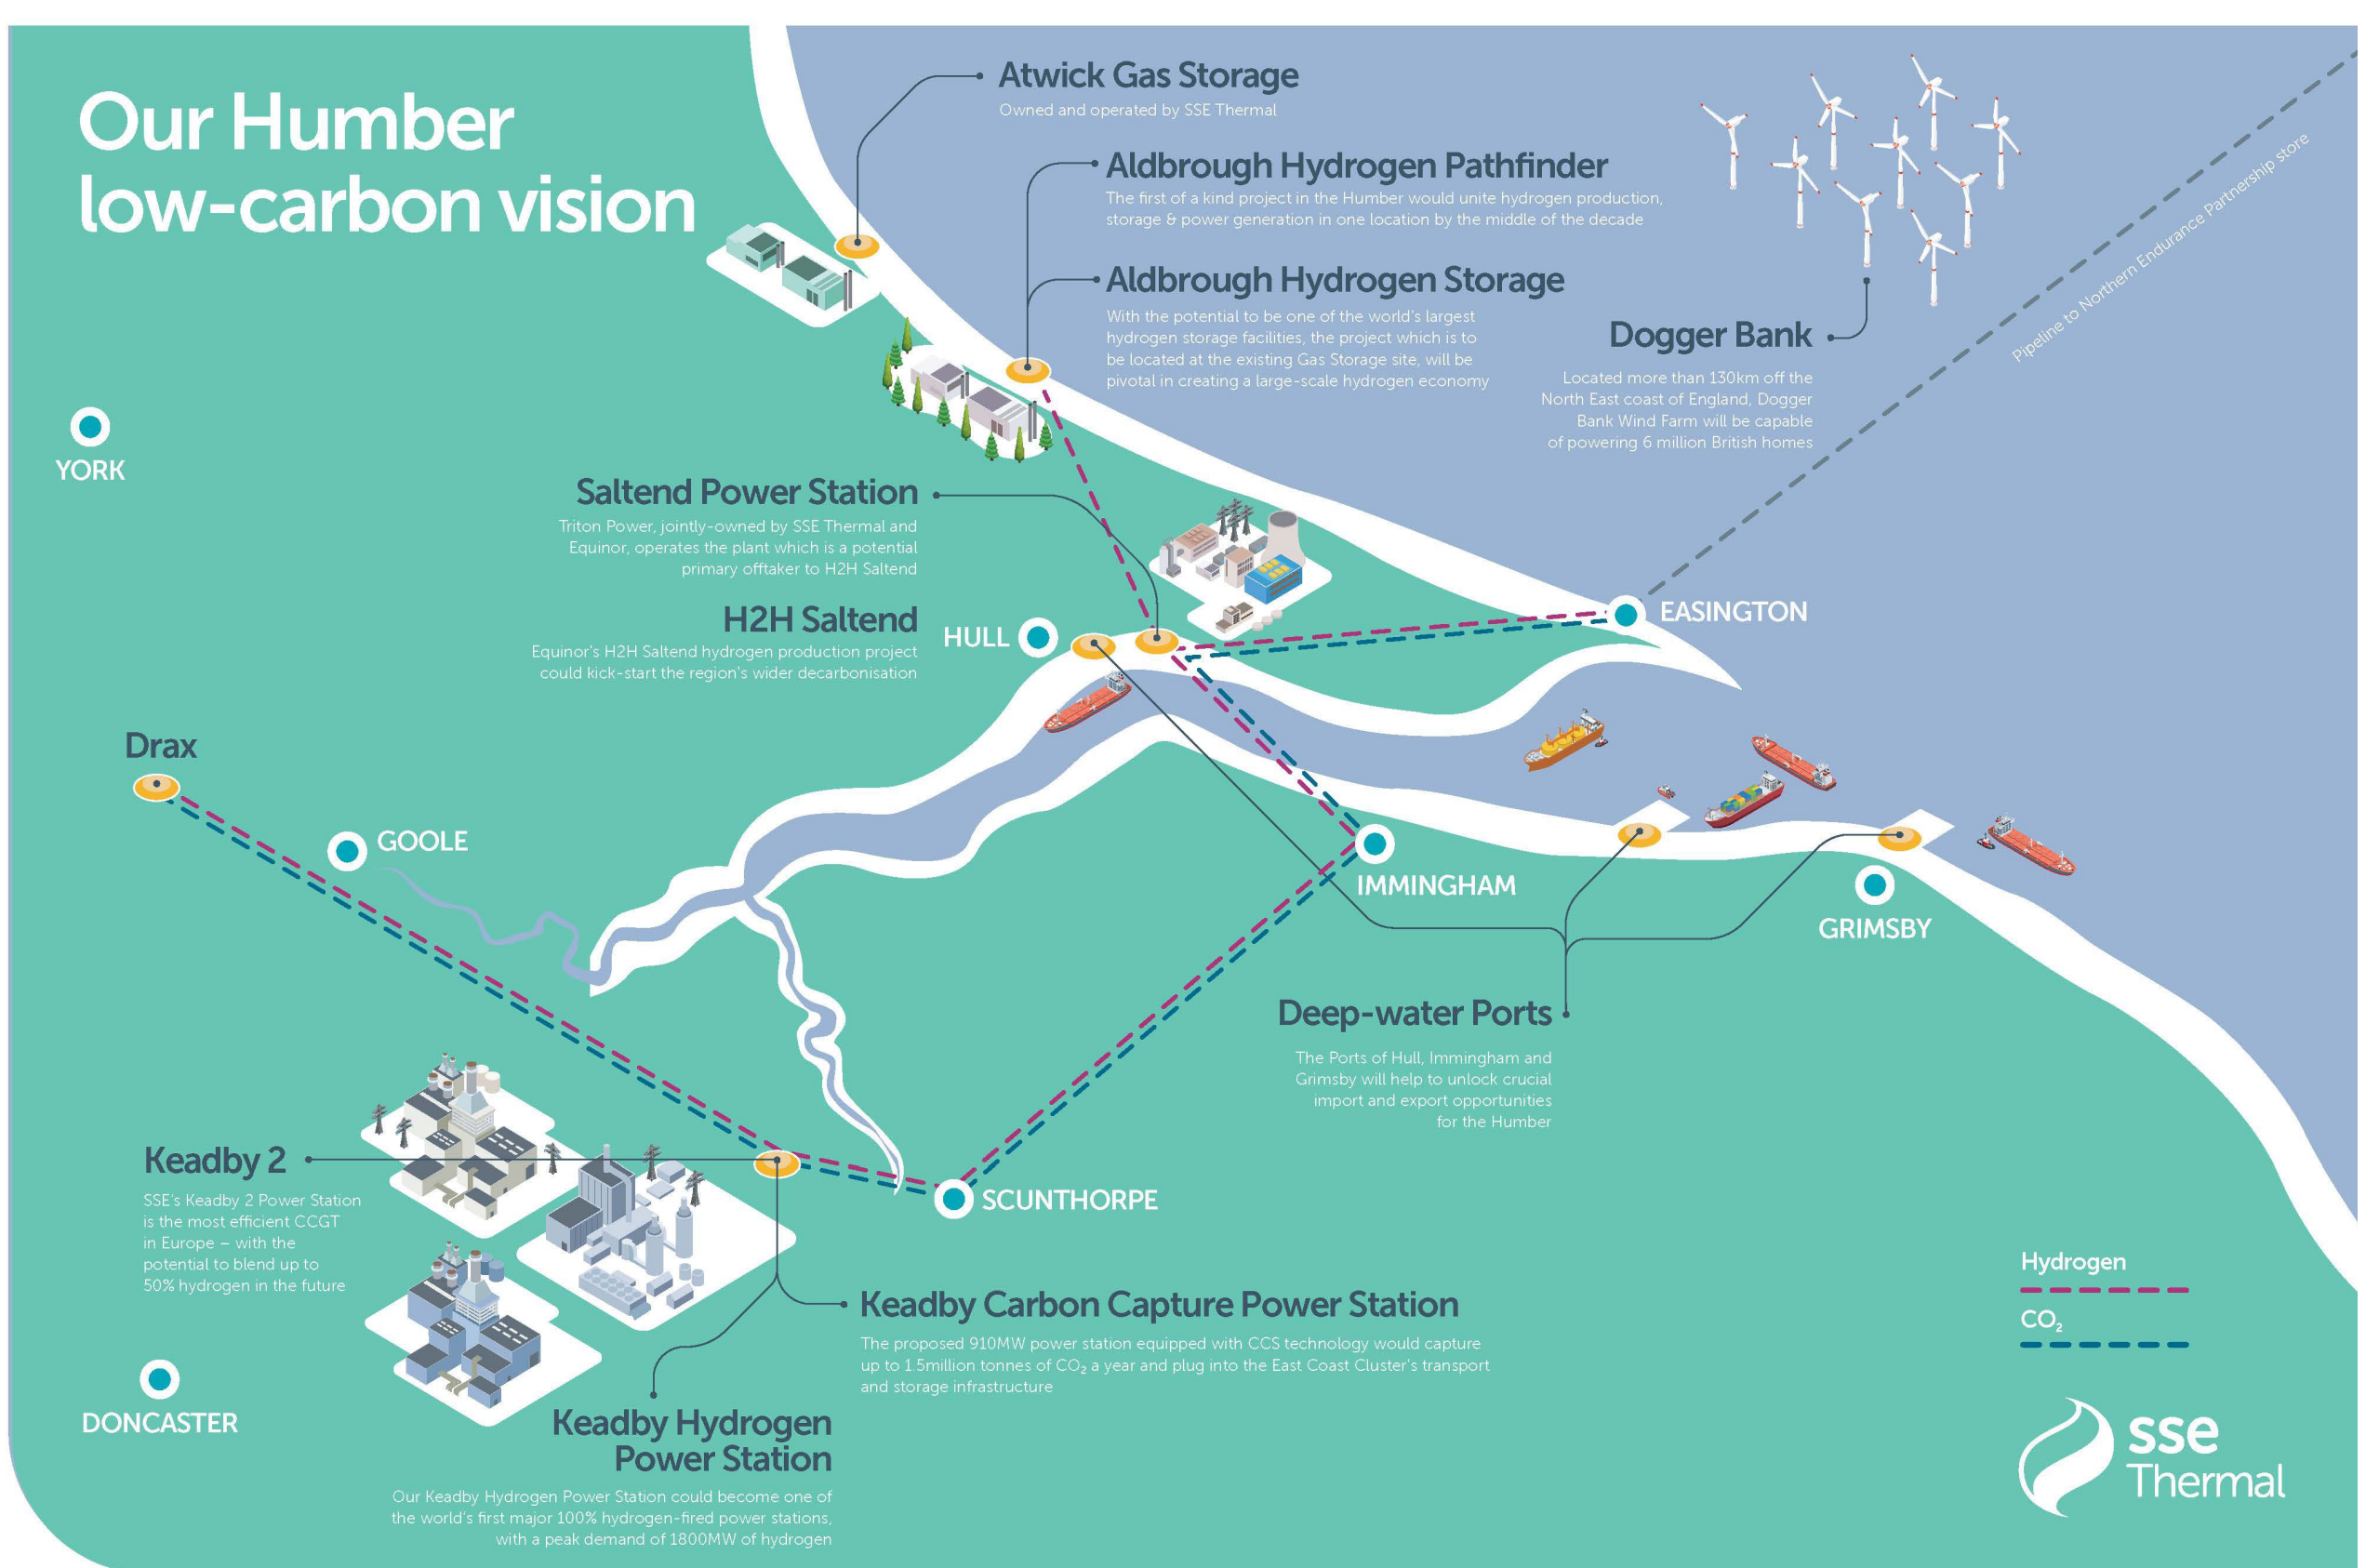 Our Humber
low-carbon vision
Atwick Gas Storage
Owned and operated by SSE Thermal
Aldbrough Hydrogen Pathfinder
The first of a kind project in the Humber would unite hydrogen production,
storage & power generation in one location by the middle of the decade
Aldbrough Hydrogen Storage
With the potential to be one of the world's largest
hydrogen storage facilities, the project which is to
be located at the existing Gas Storage site, will be
pivotal in creating a large-scale hydrogen economy
Dogger Bank
Located more than 130km off the
North East coast of England, Dogger
Bank Wind Farm will be capable
of powering 6 million British homes
Pipeline to Northern Endurance Partnership store
YORK
Saltend Power Station
Triton Power, jointly-owned by SSE Thermal and
Equinor, operates the plant which is a potential
primary offtaker to H2H Saltend
H2H Saltend
Equinor's H2H Saltend hydrogen production project
could kick-start the region's wider decarbonisation
HULL
EASINGTON
Drax
GOOLE
IMMINGHAM
GRIMSBY
Deep-water Ports
The Ports of Hull, Immingham and
Grimsby will help to unlock crucial
import and export opportunities
for the Humber
Keadby 2
SSE's Keadby 2 Power Station
is the most efficient CCGT
in Europe – with the
potential to blend up to
50% hydrogen in the future
SCUNTHORPE
Keadby Carbon Capture Power Station
The proposed 910MW power station equipped with CCS technology would capture
up to 1.5million tonnes of CO₂ a year and plug into the East Coast Cluster's transport
and storage infrastructure
DONCASTER
Keadby Hydrogen
Power Station
Our Keadby Hydrogen Power Station could become one of
the world's first major 100% hydrogen-fired power stations,
with a peak demand of 1800MW of hydrogen
Hydrogen
CO₂
sse
Thermal